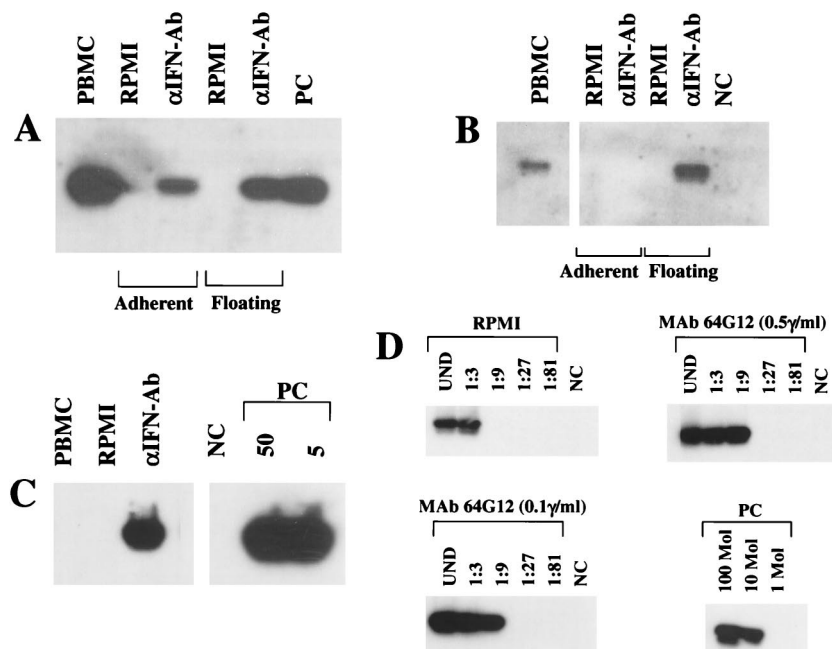 A
PBMC
RPMI
αIFN-Ab
RPMI
αIFN-Ab
PC
Adherent
Floating
B
PBMC
RPMI
αIFN-Ab
RPMI
αIFN-Ab
NC
Adherent
Floating
C
PBMC
RPMI
αIFN-Ab
NC
PC
50
5
D
RPMI
UND
1:3
1:9
1:27
1:81
NC
MAb 64G12 (0.5γ/ml)
UND
1:3
1:9
1:27
1:81
NC
MAb 64G12 (0.1γ/ml)
UND
1:3
1:9
1:27
1:81
NC
PC
100 Mol
10 Mol
1 Mol